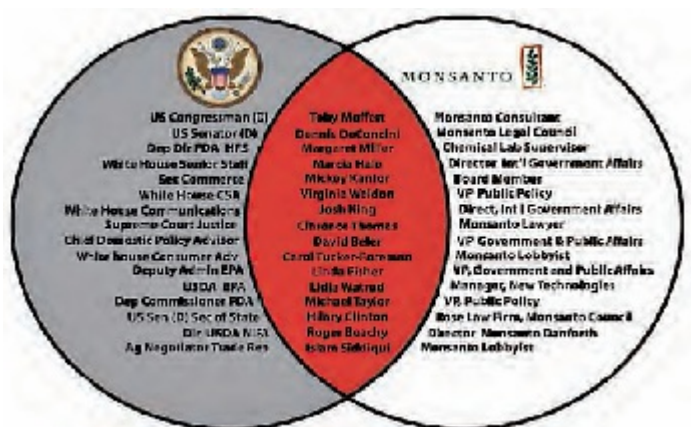 MONSANTO
US Congressman (D) Toby Moffett Monsanto Consultant
US Senator (D) Dennis DeConcini Monsanto Legal Council
Dep Dir FDA, HFS Margaret Miller Chemical Lab Supervisor
White House Senior Staff Marcia Hale Director, Int'l Government Affairs
Sec Commerce Mickey Kantor Board Member
White House CSA Virginia Weldon VP, Public Policy
White House Communications Josh King Direct, Int'l Government Affairs
Supreme Court Justice Clarence Thomas Monsanto Lawyer
Chief Domestic Policy Advisor David Beler VP, Government & Public Affairs
White house Consumer Adv. Carol Tucker-Foreman Monsanto Lobbyist
Deputy Admin EPA Linda Fisher VP, Government and Public Affairs
USDA, EPA Lidia Watrud Manager, New Technologies
Dep Commissioner FDA Michael Taylor VP, Public Policy
US Sen (D) Sec of State Hilary Clinton Rose Law Firm, Monsanto Council
Dir USDA NIFA Roger Beachy Director, Monsanto Danforth
Ag Negotiator Trade Rep Islam Siddiqui Monsanto Lobbyist